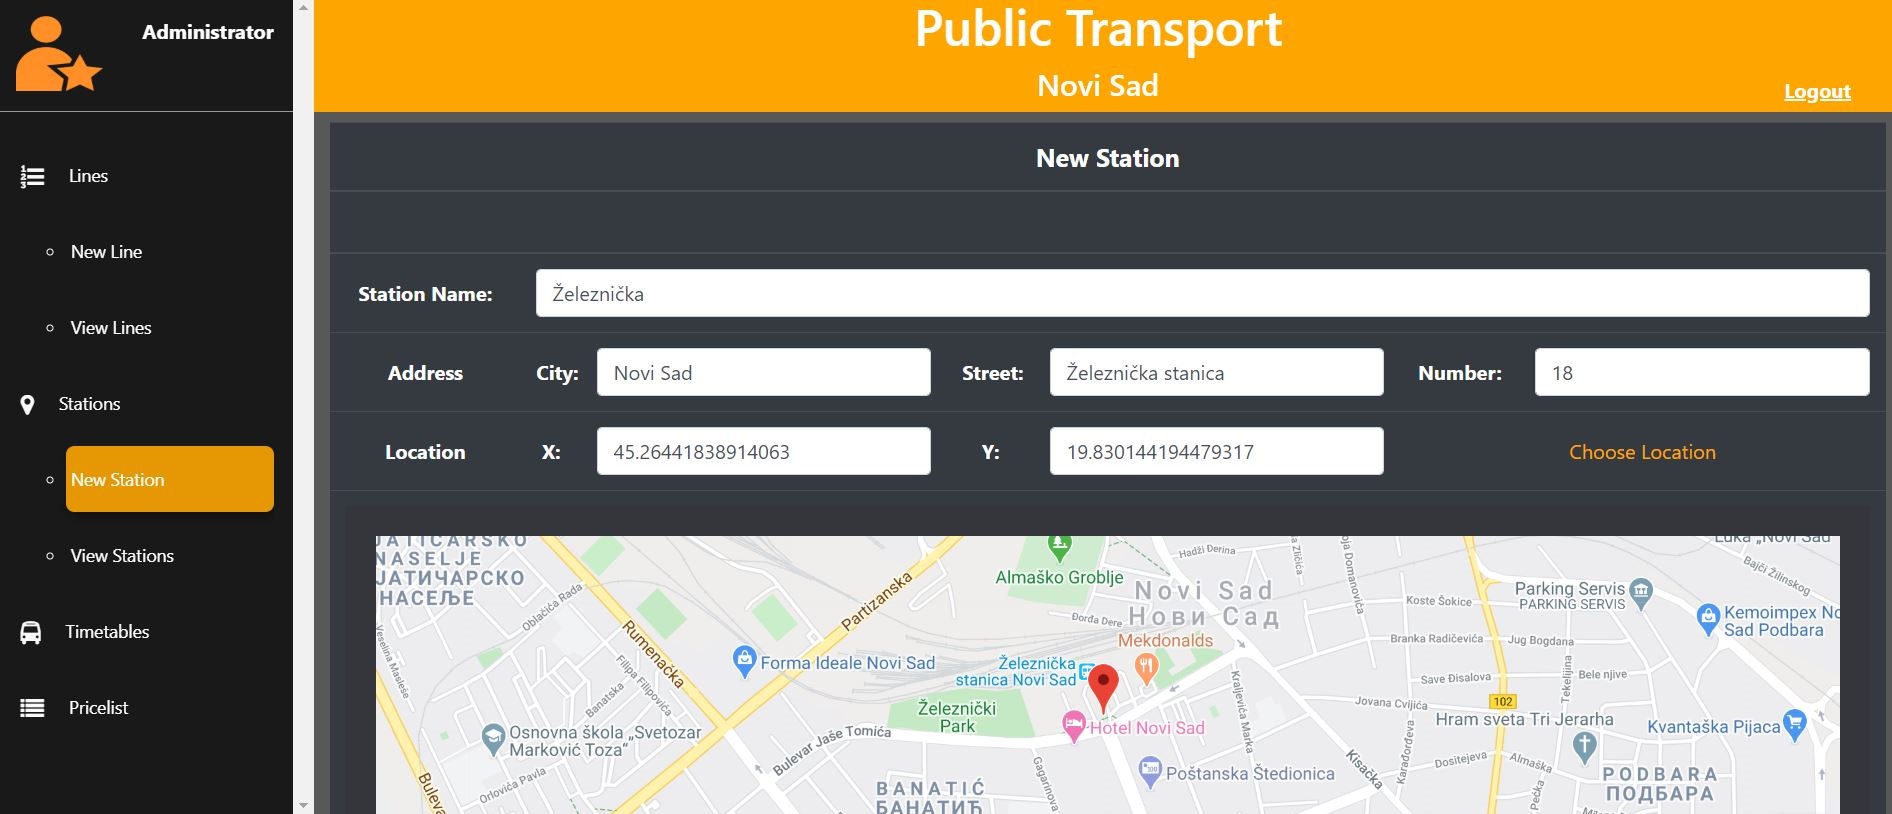 Administrator
Lines
New Line
View Lines
Stations
New Station
View Stations
Timetables
Pricelist
Public Transport
Novi Sad
Logout
New Station
Station Name:
Železnička
Address
City:
Novi Sad
Street:
Železnička stanica
Number:
18
Location
X:
45.26441838914063
Y:
19.830144194479317
Choose Location
NASELJE
ЈАТИЧАРСКО
НАСЕЉЕ
Oblačića Rada
Rumenačka
Partizanska
Veselina Masleše
Filipa Filipovića
Banatska
Forma Ideale Novi Sad
Osnovna škola „Svetozar
Marković Toza“
Orlovića Pavla
Bulevar Jaše Tomića
Almaško Groblje
Hadži Đerina
Novi Sad
Нови Сад
Đorđa Dere
Mekdonalds
Železnička
stanica Novi Sad
Železnički
Park
Hotel Novi Sad
Poštanska Štedionica
BANATIĆ
БАНАТИЋ
Gagarinova
Kraljevića Marka
Kisačka
Karađorđeva
Koste Šokice
Branka Radičevića
Jug Bogdana
Save Đisalova
Bele njive
Jovana Cvijića
102
Tekelijina
Hram sveta Tri Jerarha
Dositejeva
Almaška
Parking Servis
PARKING SERVIS
Luka „Novi Sad
Bajči Žilinskog
Kemoimpex No
Sad Podbara
Kvantaška Pijaca
PODBARA
ПОДБАРА